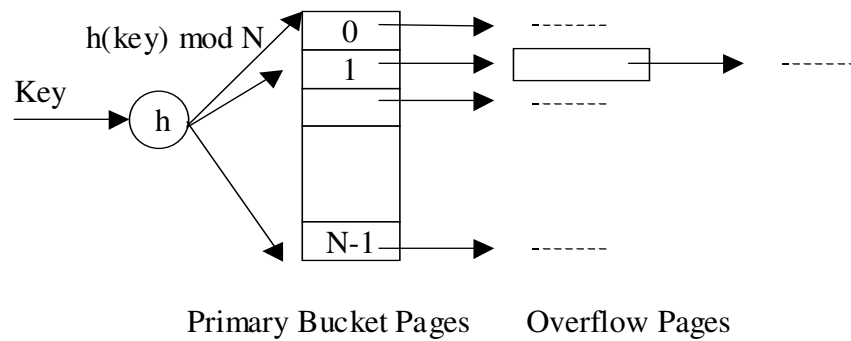 h(key) mod N
0
1
Key
h
N-1
Primary Bucket Pages
Overflow Pages